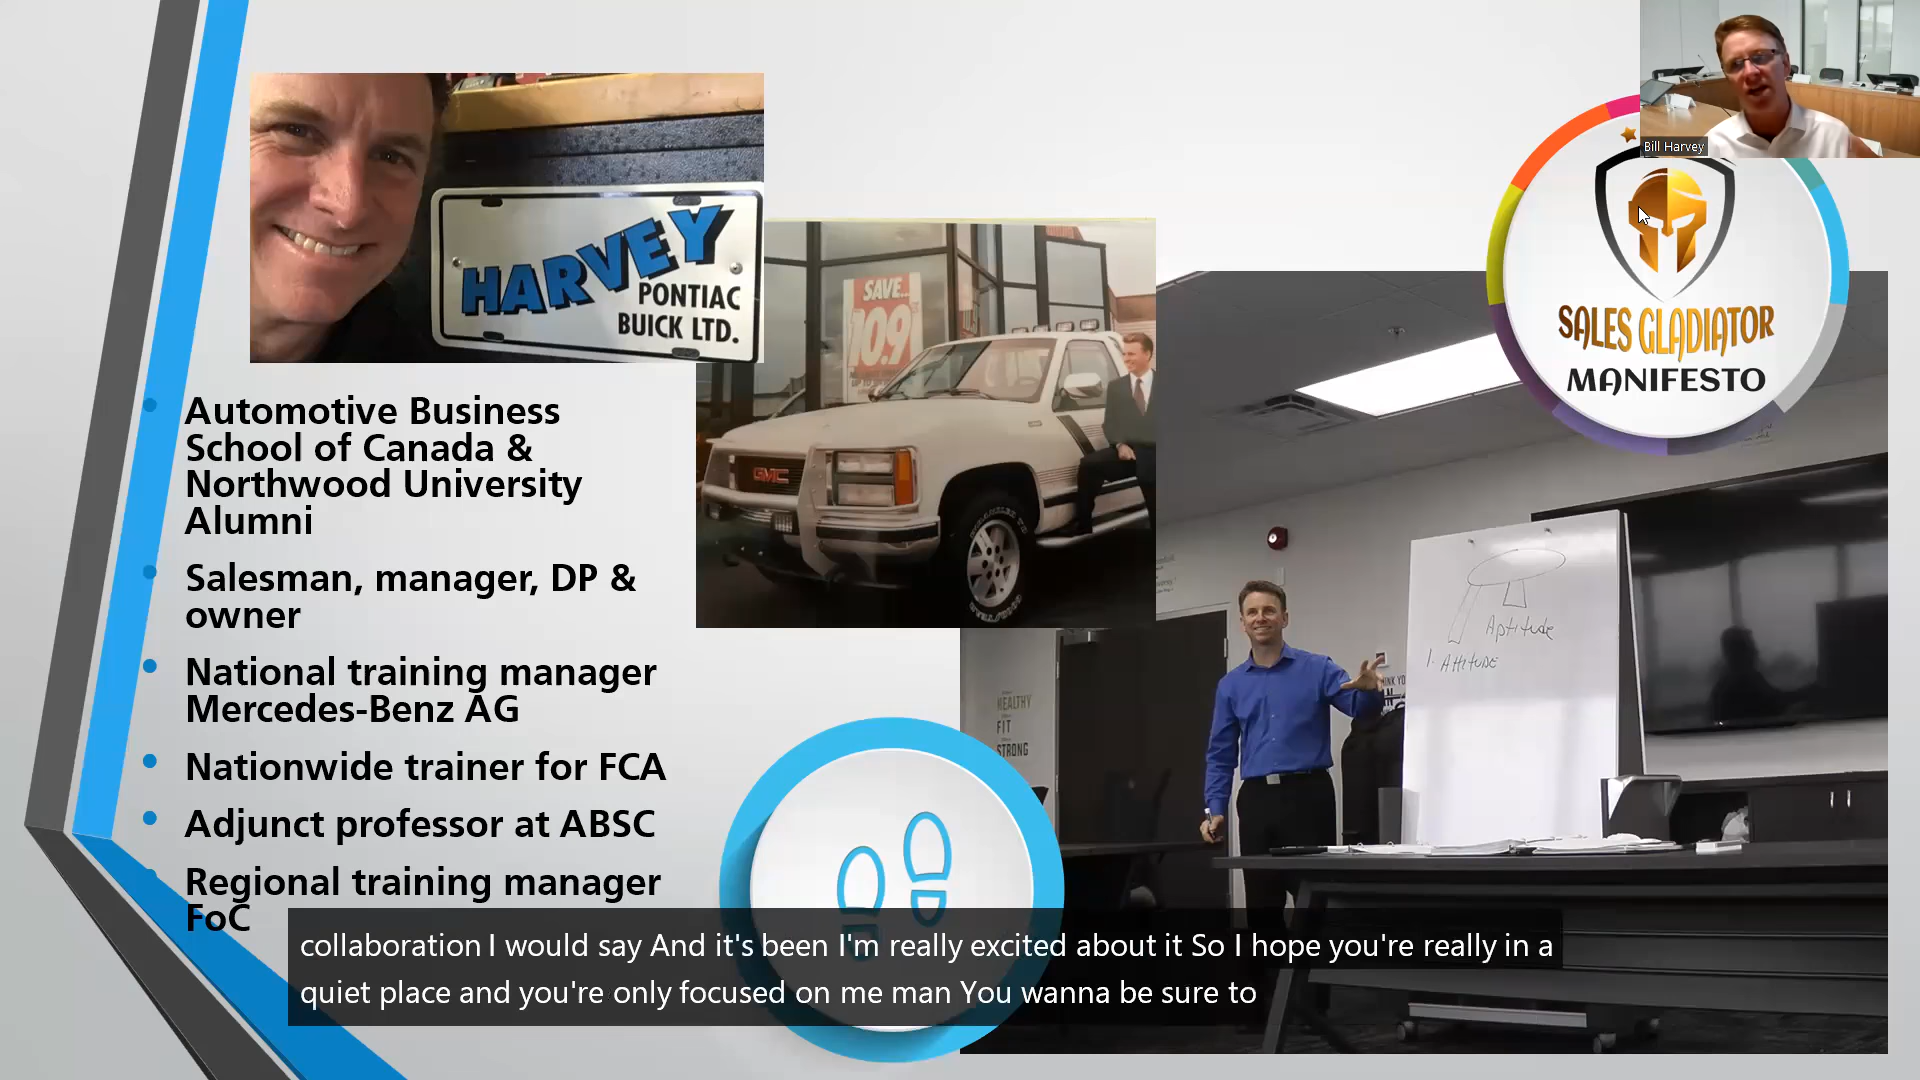 Bill Harvey
HARVEY
PONTIAC
BUICK LTD.
SAVE...
10.9
GMC
SALES GLADIATOR
MANIFESTO
Automotive Business
School of Canada &
Northwood University
Alumni
Salesman, manager, DP &
owner
National training manager
Mercedes-Benz AG
Nationwide trainer for FCA
Adjunct professor at ABSC
Regional training manager
FoC
Aptitude
1. Attitude
HEALTHY
FIT
STRONG
collaboration I would say And it's been I'm really excited about it So I hope you're really in a
quiet place and you're only focused on me man You wanna be sure to